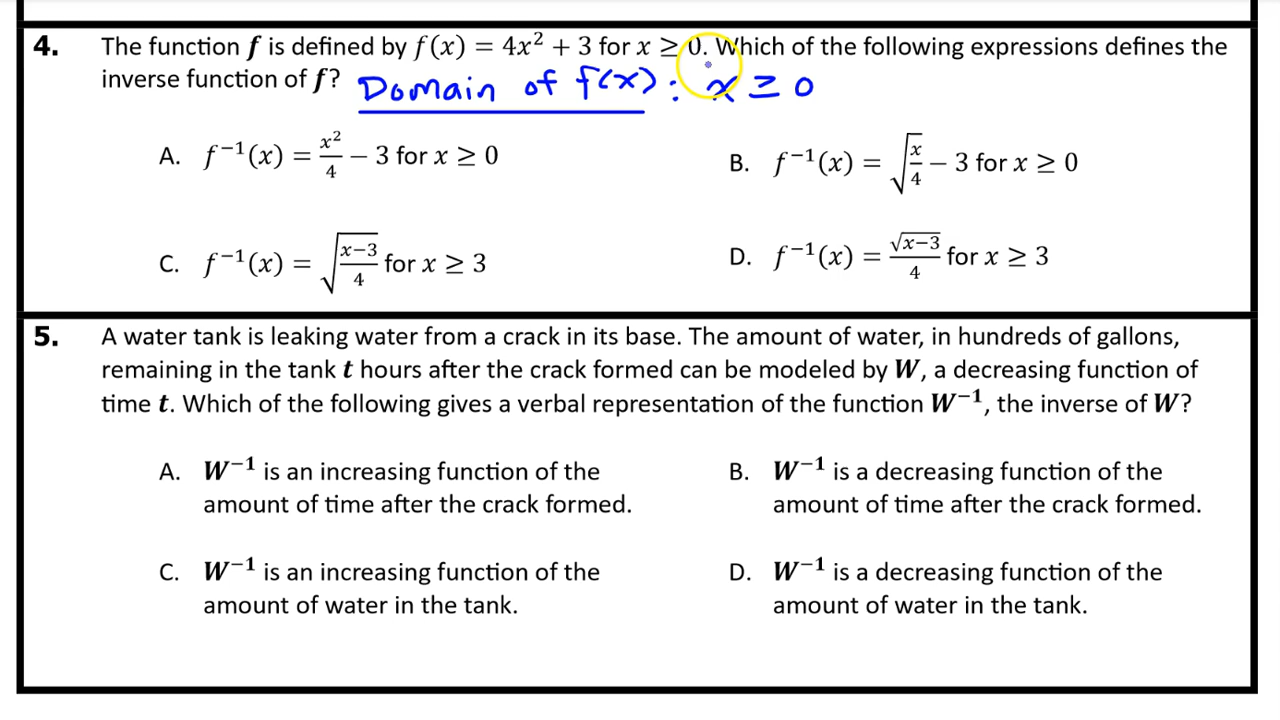 4. The function f is defined by f(x) = 4x² + 3 for x ≥ 0. Which of the following expressions defines the
inverse function of f? Domain of f(x): x ≥ 0
A. f⁻¹(x) = x²/4 − 3 for x ≥ 0
B. f⁻¹(x) = √(x/4) − 3 for x ≥ 0
C. f⁻¹(x) = √((x−3)/4) for x ≥ 3
D. f⁻¹(x) = √(x−3)/4 for x ≥ 3
5. A water tank is leaking water from a crack in its base. The amount of water, in hundreds of gallons,
remaining in the tank t hours after the crack formed can be modeled by W, a decreasing function of
time t. Which of the following gives a verbal representation of the function W⁻¹, the inverse of W?
A. W⁻¹ is an increasing function of the
amount of time after the crack formed.
B. W⁻¹ is a decreasing function of the
amount of time after the crack formed.
C. W⁻¹ is an increasing function of the
amount of water in the tank.
D. W⁻¹ is a decreasing function of the
amount of water in the tank.